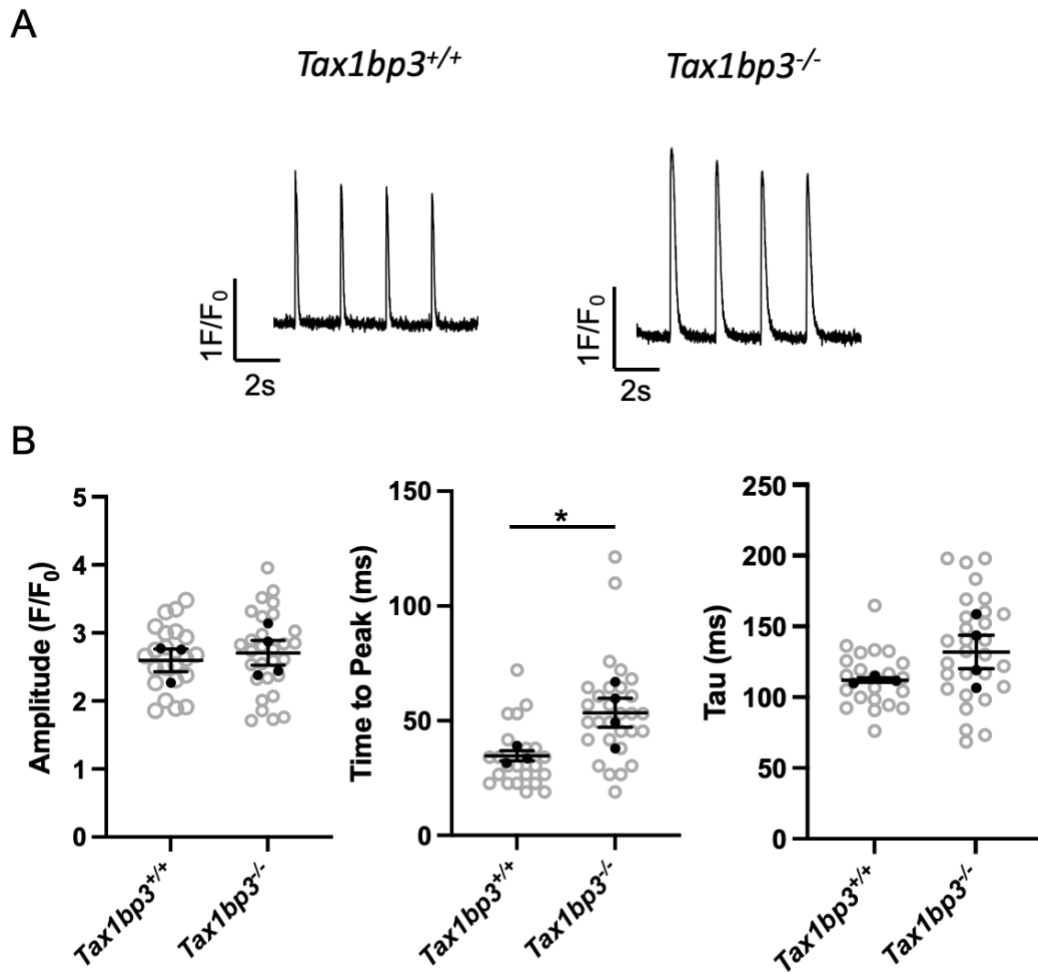 A
Tax1bp3+/+
Tax1bp3-/-
1F/F0
2s
1F/F0
2s
B
Amplitude (F/F0)
5
4
3
2
1
0
Tax1bp3+/+
Tax1bp3-/-
Time to Peak (ms)
150
100
50
0
*
Tax1bp3+/+
Tax1bp3-/-
Tau (ms)
250
200
150
100
50
0
Tax1bp3+/+
Tax1bp3-/-